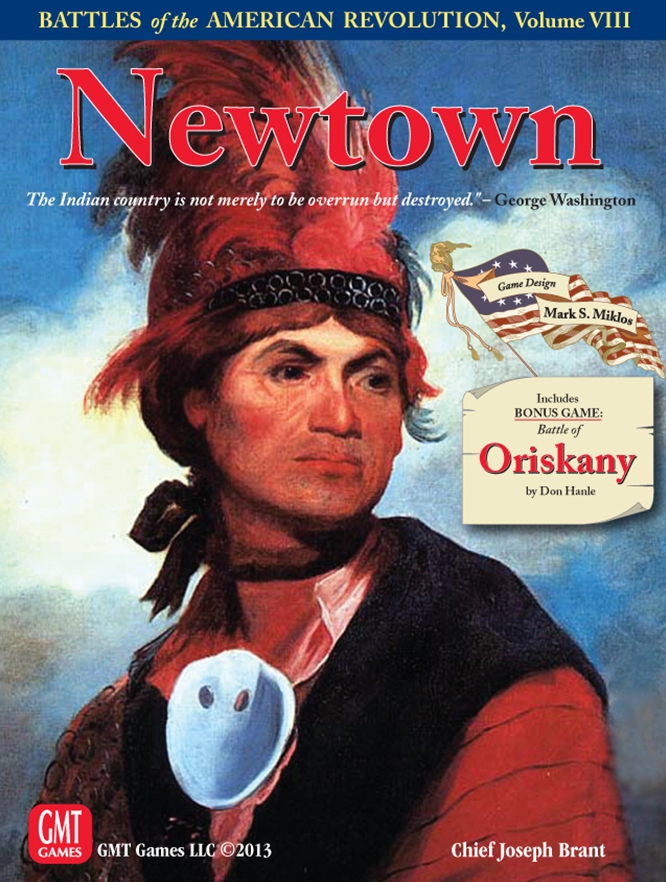 BATTLES of the AMERICAN REVOLUTION, Volume VIII
Newtown
The Indian country is not merely to be overrun but destroyed."– George Washington
Game Design
Mark S. Miklos
Includes
BONUS GAME:
Battle of
Oriskany
by Don Hanle
GMT
GAMES
GMT Games LLC ©2013
Chief Joseph Brant